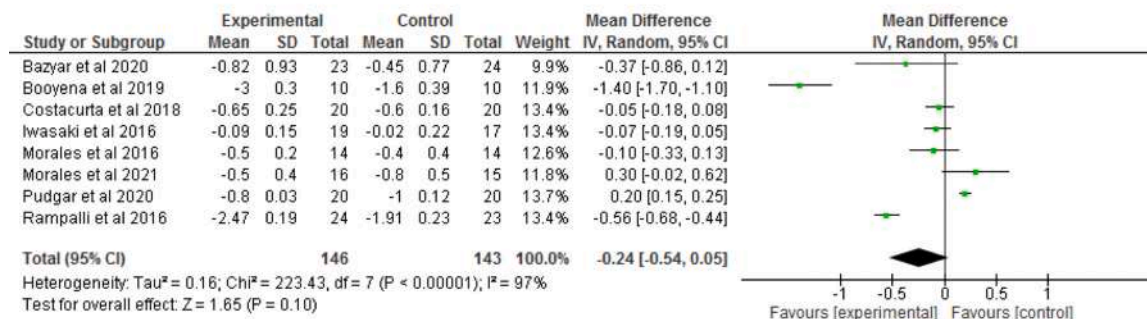 Experimental Control Mean Difference Mean Difference
Study or Subgroup Mean SD Total Mean SD Total Weight IV, Random, 95% CI IV, Random, 95% CI
Bazyar et al 2020 -0.82 0.93 23 -0.45 0.77 24 9.9% -0.37 [-0.86, 0.12]
Booyena et al 2019 -3 0.3 10 -1.6 0.39 10 11.9% -1.40 [-1.70, -1.10]
Costacurta et al 2018 -0.65 0.25 20 -0.6 0.16 20 13.4% -0.05 [-0.18, 0.08]
Iwasaki et al 2016 -0.09 0.15 19 -0.02 0.22 17 13.4% -0.07 [-0.19, 0.05]
Morales et al 2016 -0.5 0.2 14 -0.4 0.4 14 12.6% -0.10 [-0.33, 0.13]
Morales et al 2021 -0.5 0.4 16 -0.8 0.5 15 11.8% 0.30 [-0.02, 0.62]
Pudgar et al 2020 -0.8 0.03 20 -1 0.12 20 13.6% 0.20 [0.15, 0.25]
Rampalli et al 2016 -2.47 0.19 24 -1.91 0.23 23 13.4% -0.56 [-0.68, -0.44]
Total (95% CI) 146 143 100.0% -0.24 [-0.54, 0.05]
Heterogeneity: Tau² = 0.16; Chi² = 223.43, df = 7 (P < 0.00001); I² = 97%
Test for overall effect: Z = 1.65 (P = 0.10)
-1 -0.5 0 0.5 1
Favours [experimental] Favours [control]